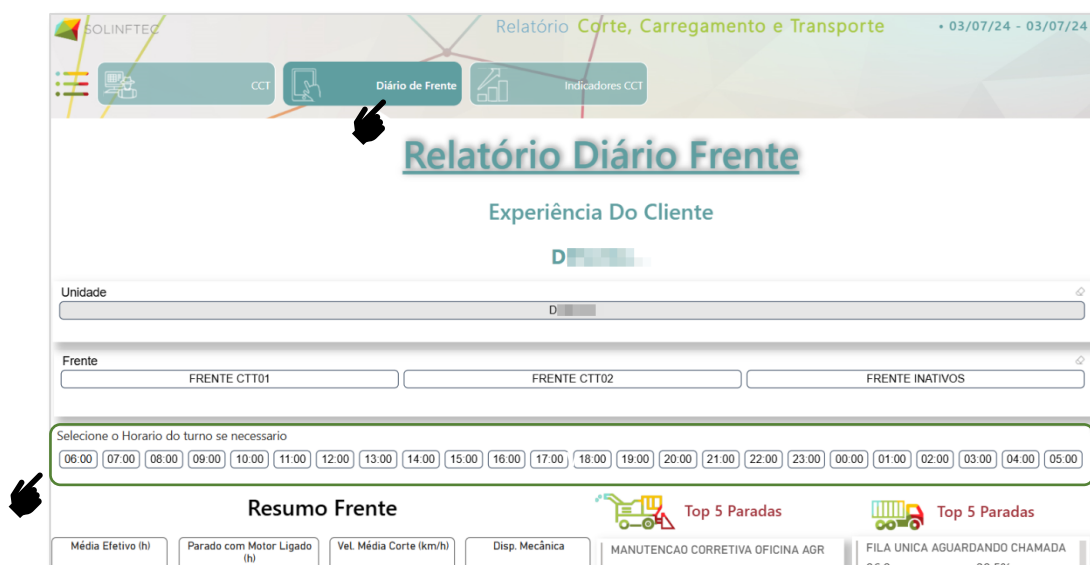 SOLINFTEC
Relatório Corte, Carregamento e Transporte
• 03/07/24 - 03/07/24
CCT
Diário de Frente
Indicadores CCT
Relatório Diário Frente
Experiência Do Cliente
D
Unidade
D
Frente
FRENTE CTT01
FRENTE CTT02
FRENTE INATIVOS
Selecione o Horario do turno se necessario
06:00 07:00 08:00 09:00 10:00 11:00 12:00 13:00 14:00 15:00 16:00 17:00 18:00 19:00 20:00 21:00 22:00 23:00 00:00 01:00 02:00 03:00 04:00 05:00
Resumo Frente
Top 5 Paradas
Top 5 Paradas
Média Efetivo (h)
Parado com Motor Ligado
(h)
Vel. Média Corte (km/h)
Disp. Mecânica
MANUTENCAO CORRETIVA OFICINA AGR
FILA UNICA AGUARDANDO CHAMADA